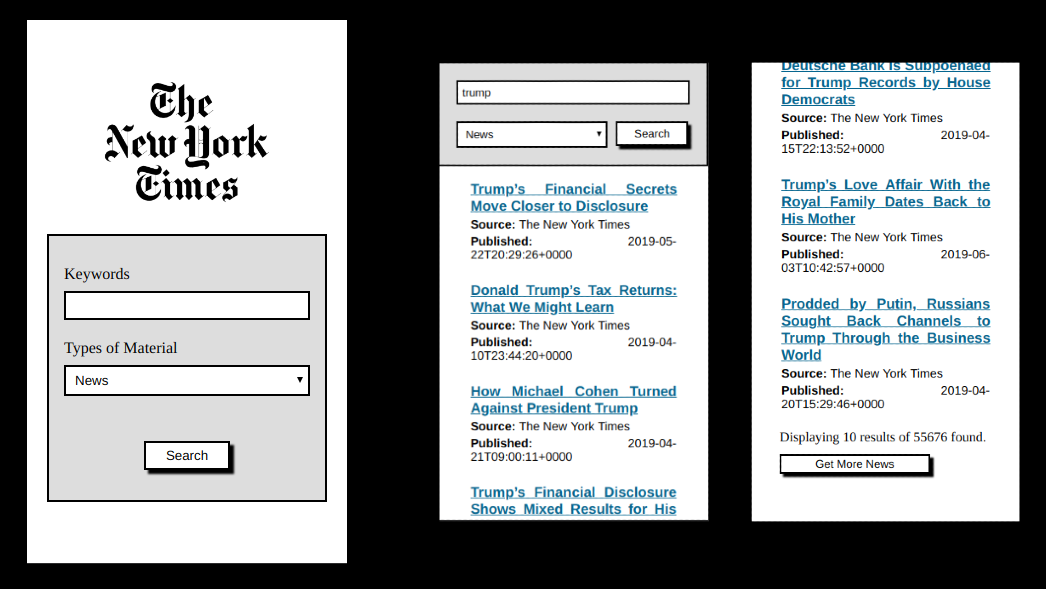 The
New York
Times
Keywords
Types of Material
News
Search
trump
News
Search
Trump's Financial Secrets
Move Closer to Disclosure
Source: The New York Times
Published: 2019-05-
22T20:29:26+0000
Donald Trump's Tax Returns:
What We Might Learn
Source: The New York Times
Published: 2019-04-
10T23:44:20+0000
How Michael Cohen Turned
Against President Trump
Source: The New York Times
Published: 2019-04-
21T09:00:11+0000
Trump's Financial Disclosure
Shows Mixed Results for His
Deutsche Bank Is Subpoenaed
for Trump Records by House
Democrats
Source: The New York Times
Published: 2019-04-
15T22:13:52+0000
Trump's Love Affair With the
Royal Family Dates Back to
His Mother
Source: The New York Times
Published: 2019-06-
03T10:42:57+0000
Prodded by Putin, Russians
Sought Back Channels to
Trump Through the Business
World
Source: The New York Times
Published: 2019-04-
20T15:29:46+0000
Displaying 10 results of 55676 found.
Get More News